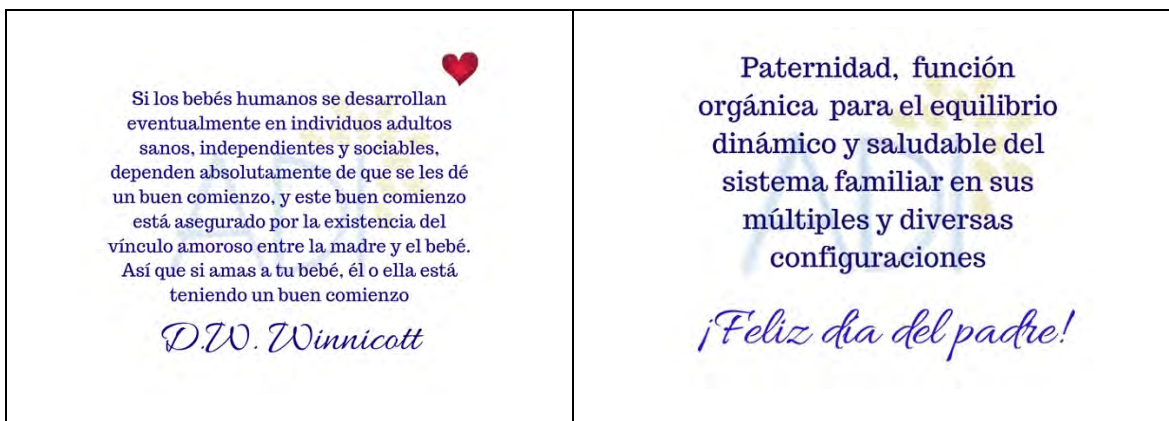 Si los bebés humanos se desarrollan
eventualmente en individuos adultos
sanos, independientes y sociables,
dependen absolutamente de que se les dé
un buen comienzo, y este buen comienzo
está asegurado por la existencia del
vínculo amoroso entre la madre y el bebé.
Así que si amas a tu bebé, él o ella está
teniendo un buen comienzo
D.W. Winnicott
ADI
Paternidad, función
orgánica para el equilibrio
dinámico y saludable del
sistema familiar en sus
múltiples y diversas
configuraciones
¡Feliz día del padre!
ADI